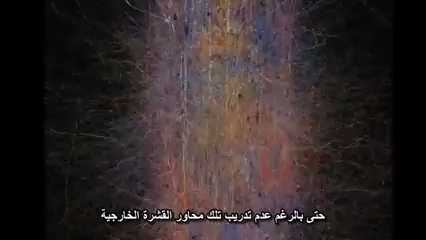 حتى بالرغم عدم تدريب تلك محاور القشرة الخارجية